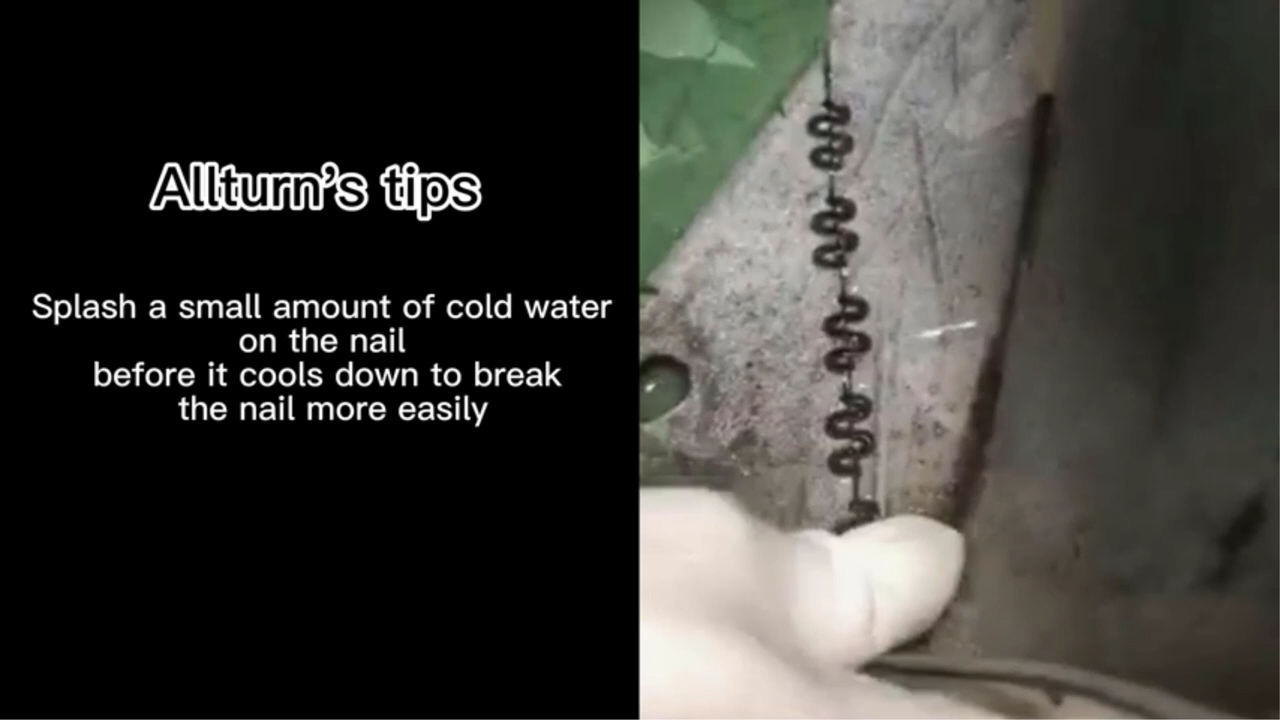 Allturn's tips
Splash a small amount of cold water
on the nail
before it cools down to break
the nail more easily